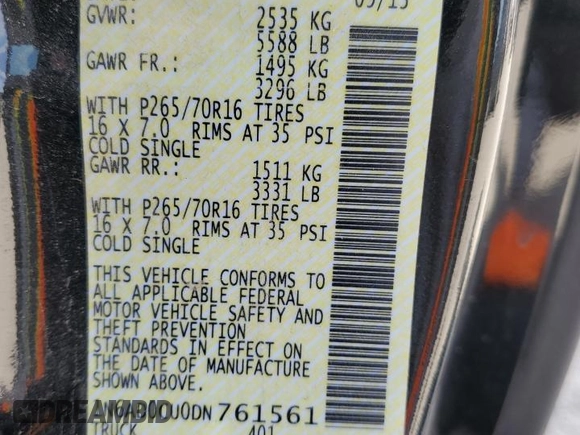 GVWR: 2535 KG
5588 LB
GAWR FR.: 1495 KG
3296 LB
WITH P265/70R16 TIRES
16 X 7.0 RIMS AT 35 PSI
COLD SINGLE
GAWR RR.: 1511 KG
3331 LB
WITH P265/70R16 TIRES
16 X 7.0 RIMS AT 35 PSI
COLD SINGLE
THIS VEHICLE CONFORMS TO
ALL APPLICABLE FEDERAL
MOTOR VEHICLE SAFETY AND
THEFT PREVENTION
STANDARDS IN EFFECT ON
THE DATE OF MANUFACTURE
761561
DREAMBID
TRUCK 401